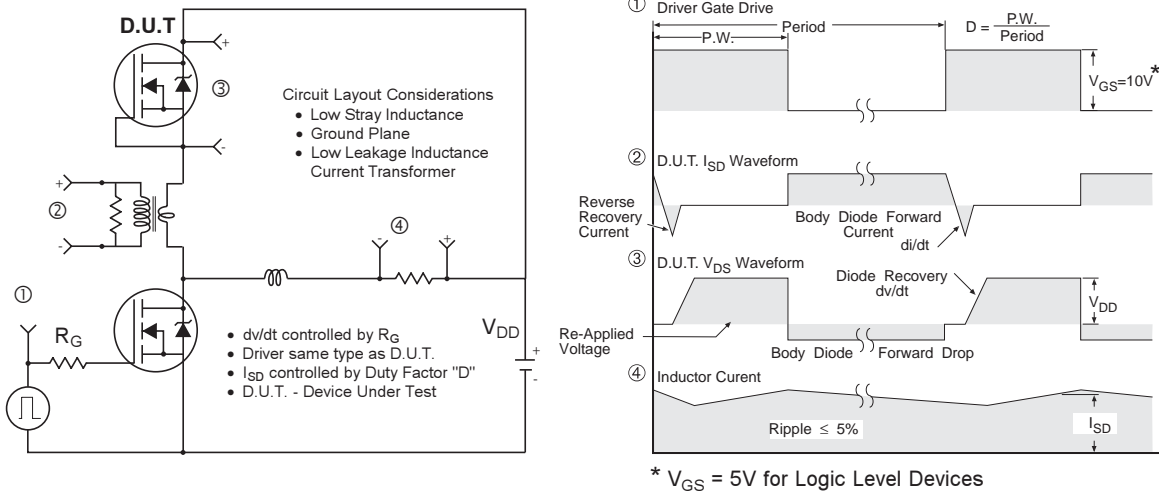 D.U.T
+
③
-
Circuit Layout Considerations
• Low Stray Inductance
• Ground Plane
• Low Leakage Inductance
Current Transformer
+
②
-
④
-
+
①
R_G
V_DD
+
-
• dv/dt controlled by R_G
• Driver same type as D.U.T.
• I_SD controlled by Duty Factor "D"
• D.U.T. - Device Under Test
① Driver Gate Drive
Period
P.W.
D = P.W.
Period
V_GS=10V*
② D.U.T. I_SD Waveform
Reverse
Recovery
Current
Body Diode Forward
Current
di/dt
③ D.U.T. V_DS Waveform
Diode Recovery
dv/dt
V_DD
Re-Applied
Voltage
Body Diode Forward Drop
④ Inductor Curent
Ripple ≤ 5%
I_SD
* V_GS = 5V for Logic Level Devices